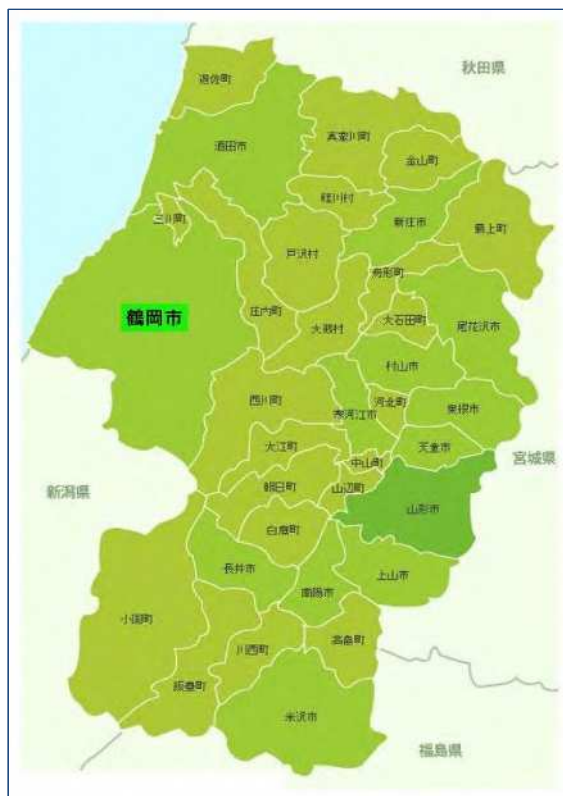 秋田県
遊佐町
真室川町
酒田市
金山町
鮭川村
三川町
新庄市
最上町
戸沢村
舟形町
庄内町
大石田町
鶴岡市
大蔵村
尾花沢市
村山市
西川町
河北町
東根市
寒河江市
大江町
天童市
宮城県
中山町
朝日町
山辺町
新潟県
山形市
白鷹町
長井市
上山市
南陽市
小国町
高畠町
川西町
飯豊町
米沢市
福島県